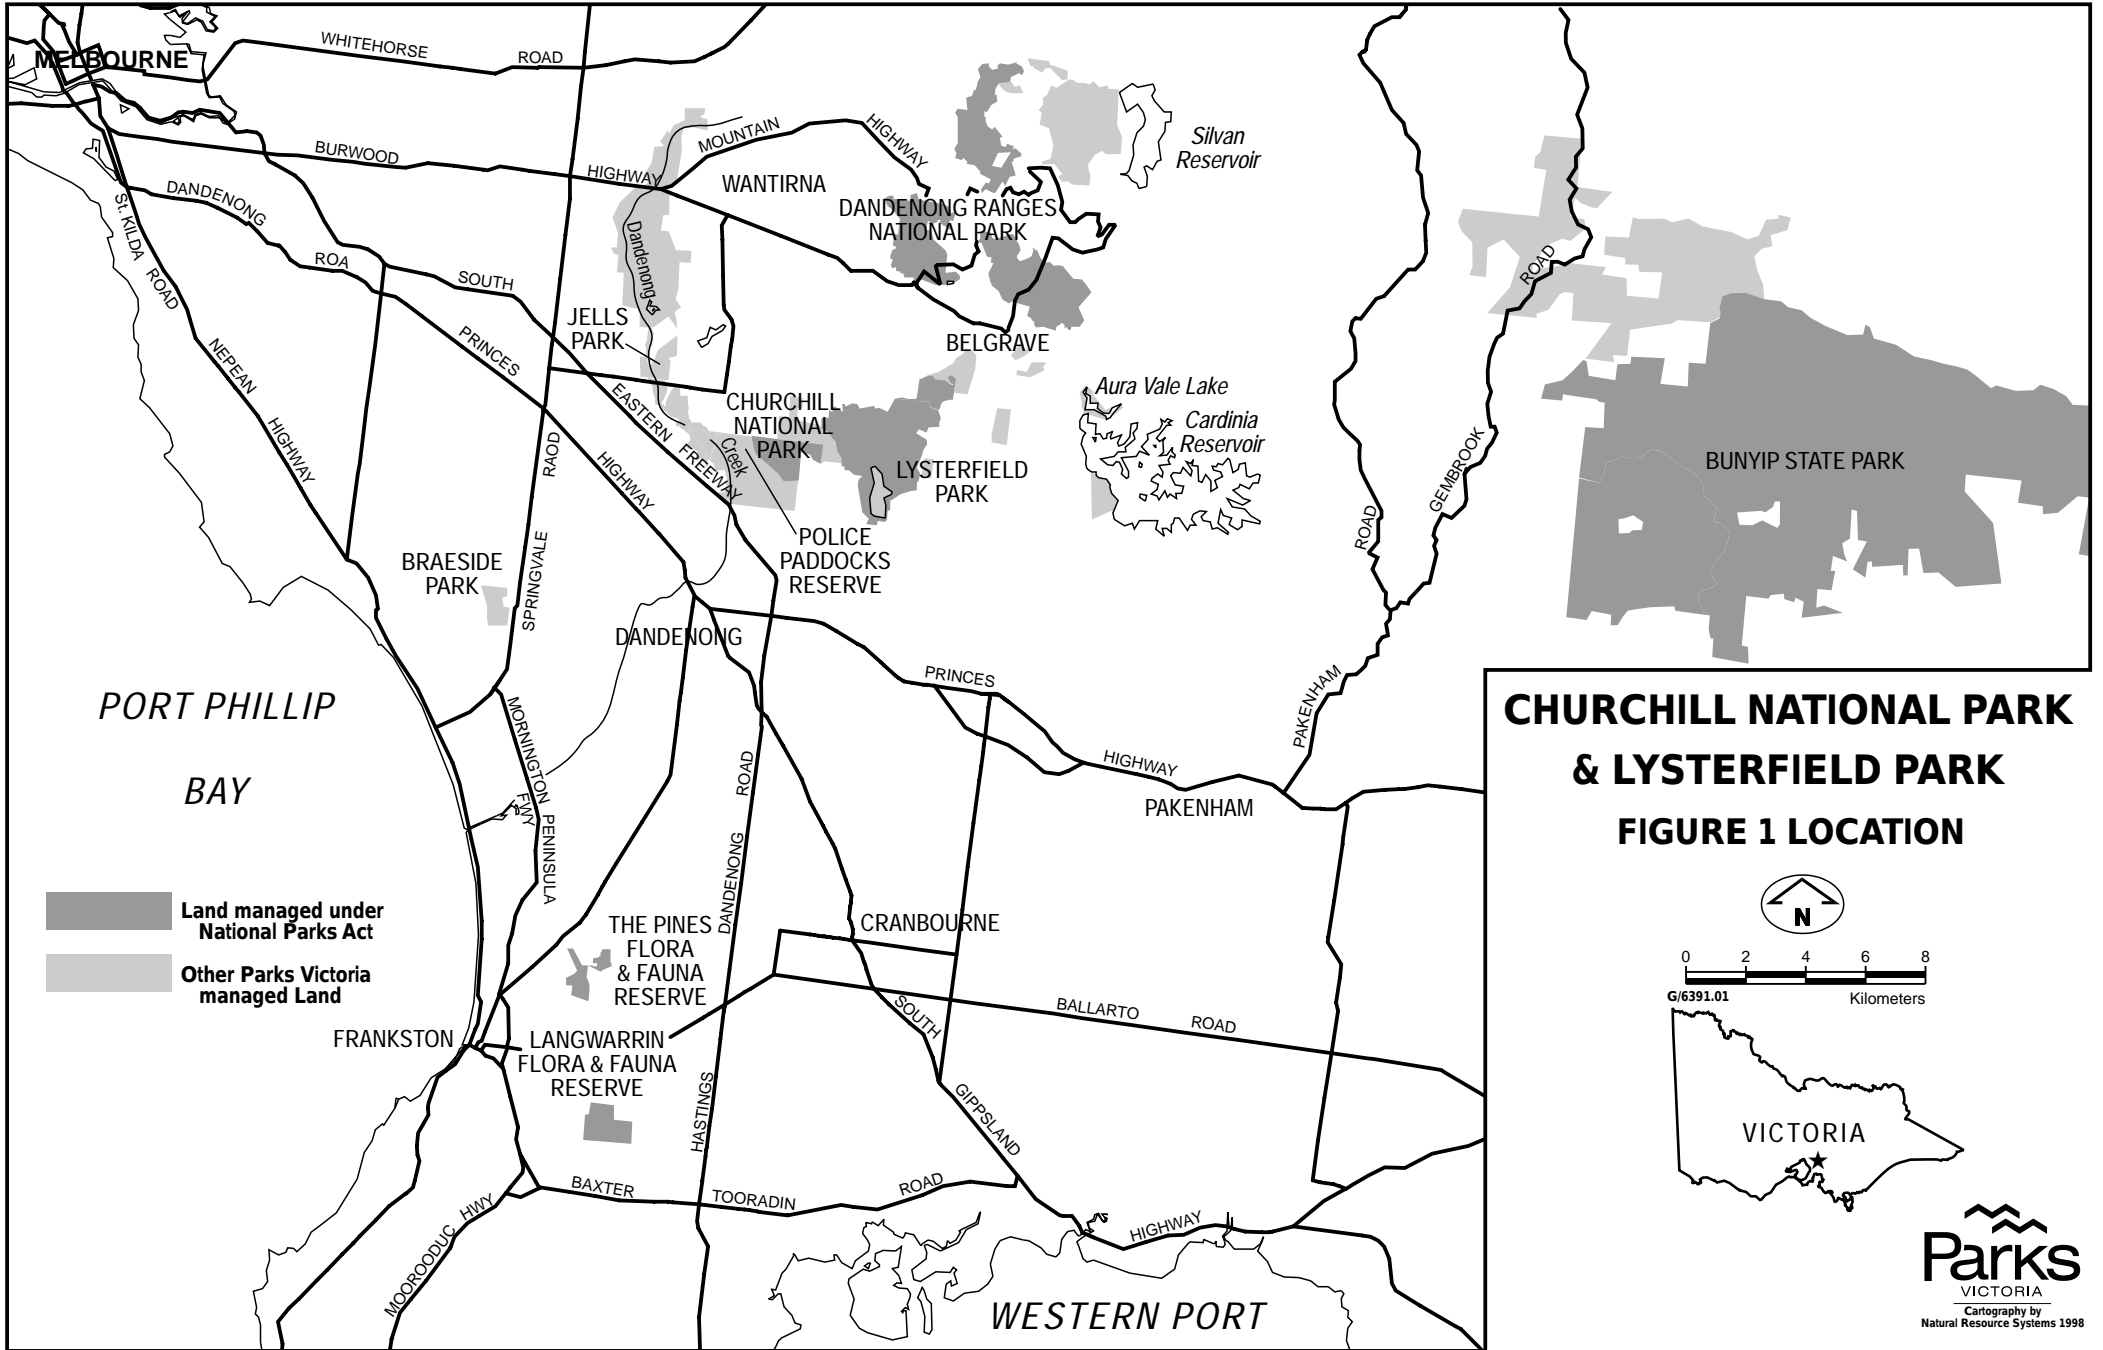 MELBOURNE
WHITEHORSE
ROAD
BURWOOD
HIGHWAY
MOUNTAIN
HIGHWAY
Silvan
Reservoir
WANTIRNA
DANDENONG RANGES
NATIONAL PARK
DANDENONG
ROA
St. KILDA ROAD
SOUTH
Dandenong
JELLS
PARK
BELGRAVE
PRINCES
NEPEAN
HIGHWAY
EASTERN
FREEWAY
HIGHWAY
RAOD
SPRINGVALE
CHURCHILL
NATIONAL
PARK
Creek
LYSTERFIELD
PARK
Aura Vale Lake
Cardinia
Reservoir
ROAD
GEMBROOK
ROAD
BUNYIP STATE PARK
POLICE
PADDOCKS
RESERVE
BRAESIDE
PARK
DANDENONG
PRINCES
HIGHWAY
PAKENHAM
PAKENHAM
PORT PHILLIP
BAY
MORNINGTON
PENINSULA
FWY
ROAD
DANDENONG
HASTINGS
Land managed under
National Parks Act
Other Parks Victoria
managed Land
THE PINES
FLORA
& FAUNA
RESERVE
CRANBOURNE
BALLARTO
ROAD
SOUTH
GIPPSLAND
HIGHWAY
FRANKSTON
LANGWARRIN
FLORA & FAUNA
RESERVE
BAXTER
TOORADIN
ROAD
MOOROODUC HWY
WESTERN PORT
CHURCHILL NATIONAL PARK
& LYSTERFIELD PARK
FIGURE 1 LOCATION
N
0 2 4 6 8
G/6391.01
Kilometers
VICTORIA
Parks
VICTORIA
Cartography by
Natural Resource Systems 1998